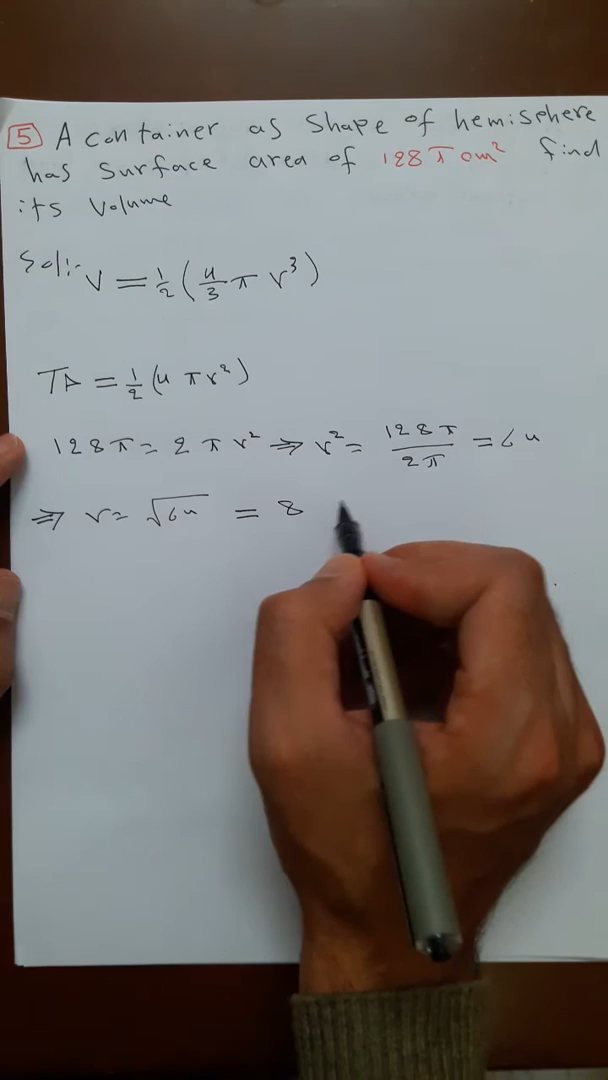 5 A container as shape of hemisphere
has surface area of 128π cm² find
its volume
Sol:- V = 1/2 (4/3 π r³)
TA = 1/2 (4 π r²)
128π = 2 π r² ⇒ r² = 128π/2π = 64
⇒ r = √64 = 8